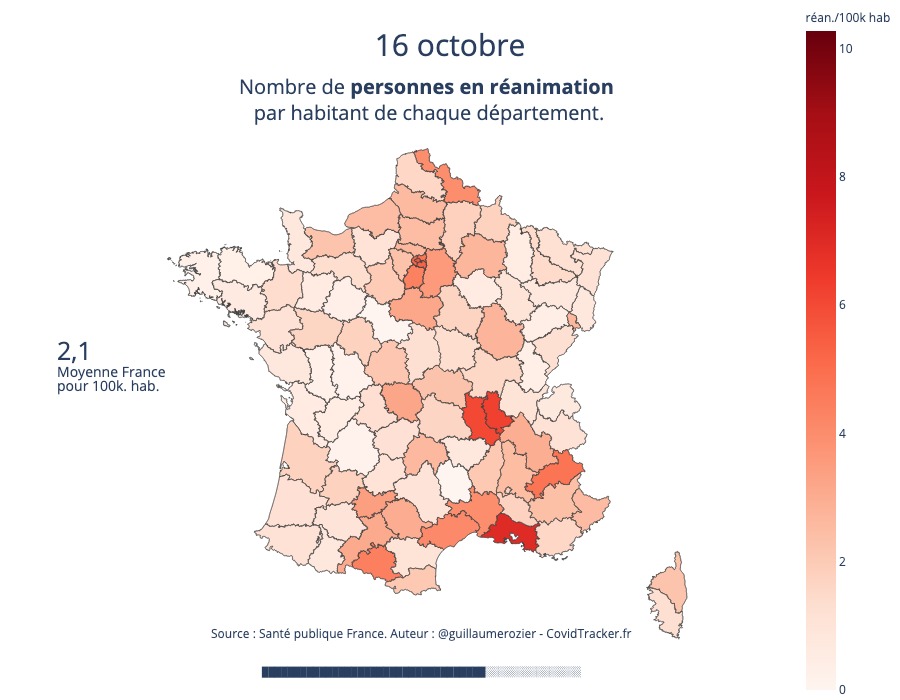 16 octobre
Nombre de personnes en réanimation
par habitant de chaque département.
réan./100k hab
10
8
6
4
2
0
2,1
Moyenne France
pour 100k. hab.
Source : Santé publique France. Auteur : @guillaumerozier - CovidTracker.fr